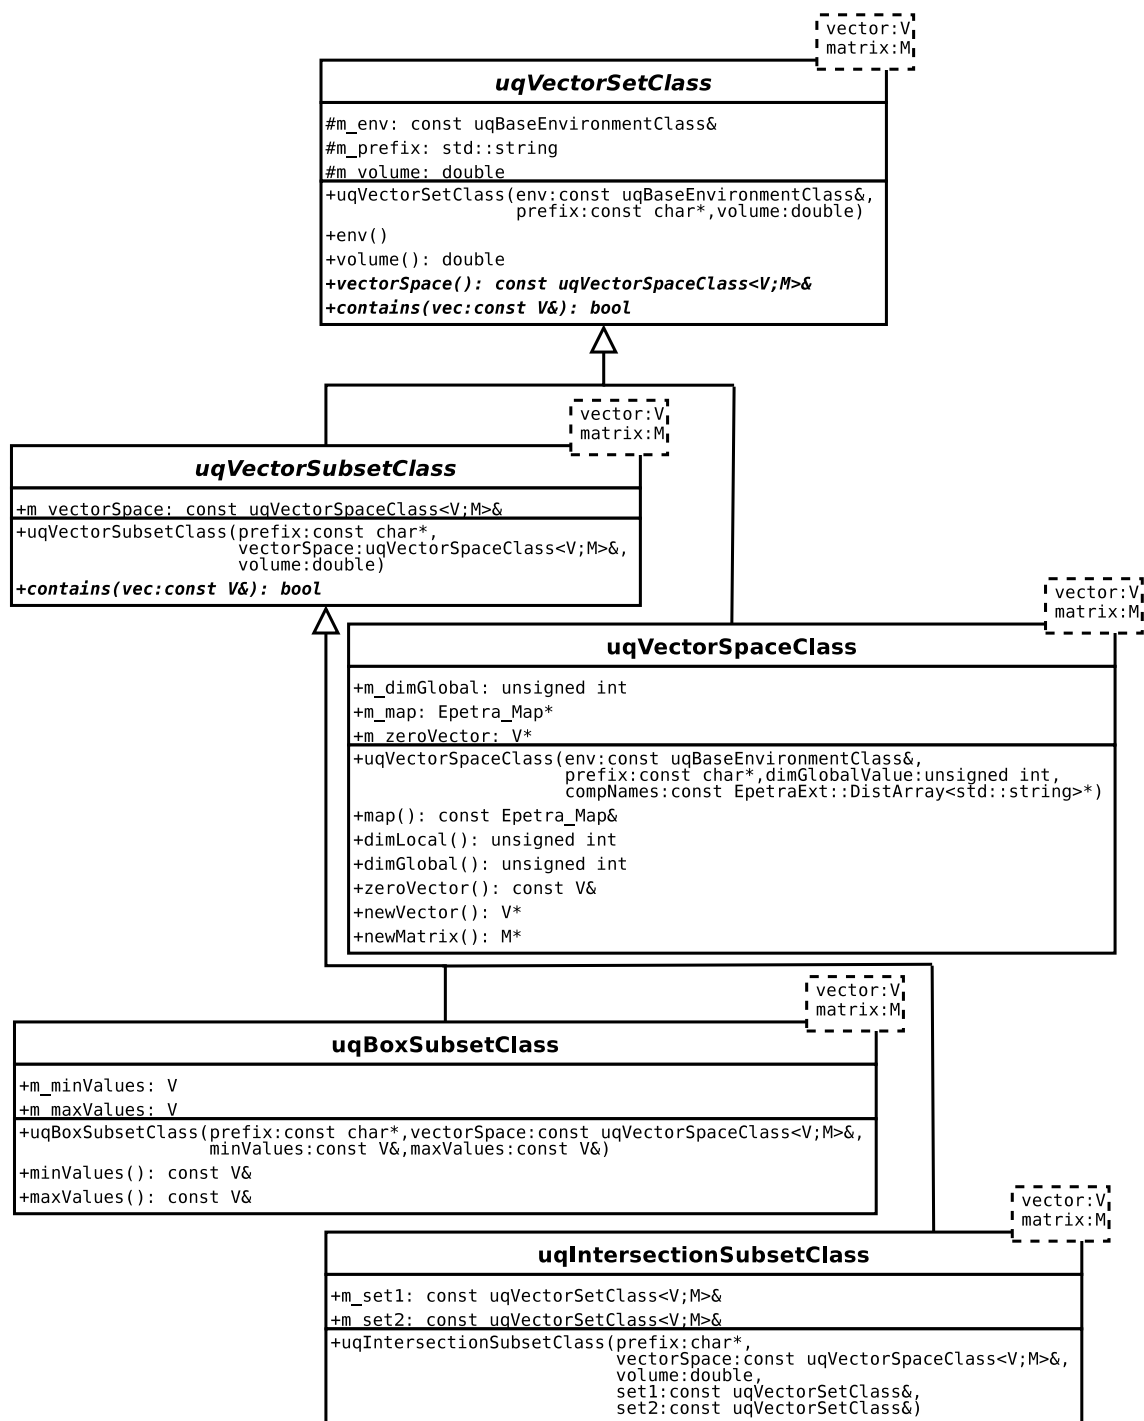 vector:V
matrix:M
uqVectorSetClass
#m_env: const uqBaseEnvironmentClass&
#m_prefix: std::string
#m_volume: double
+uqVectorSetClass(env:const uqBaseEnvironmentClass&,
prefix:const char*,volume:double)
+env()
+volume(): double
+vectorSpace(): const uqVectorSpaceClass<V;M>&
+contains(vec:const V&): bool
vector:V
matrix:M
uqVectorSubsetClass
+m_vectorSpace: const uqVectorSpaceClass<V;M>&
+uqVectorSubsetClass(prefix:const char*,
vectorSpace:uqVectorSpaceClass<V;M>&,
volume:double)
+contains(vec:const V&): bool
vector:V
matrix:M
uqVectorSpaceClass
+m_dimGlobal: unsigned int
+m_map: Epetra_Map*
+m_zeroVector: V*
+uqVectorSpaceClass(env:const uqBaseEnvironmentClass&,
prefix:const char*,dimGlobalValue:unsigned int,
compNames:const EpetraExt::DistArray<std::string>*)
+map(): const Epetra_Map&
+dimLocal(): unsigned int
+dimGlobal(): unsigned int
+zeroVector(): const V&
+newVector(): V*
+newMatrix(): M*
vector:V
matrix:M
uqBoxSubsetClass
+m_minValues: V
+m_maxValues: V
+uqBoxSubsetClass(prefix:const char*,vectorSpace:const uqVectorSpaceClass<V;M>&,
minValues:const V&,maxValues:const V&)
+minValues(): const V&
+maxValues(): const V&
vector:V
matrix:M
uqIntersectionSubsetClass
+m_set1: const uqVectorSetClass<V;M>&
+m_set2: const uqVectorSetClass<V;M>&
+uqIntersectionSubsetClass(prefix:char*,
vectorSpace:const uqVectorSpaceClass<V;M>&,
volume:double,
set1:const uqVectorSetClass&,
set2:const uqVectorSetClass&)